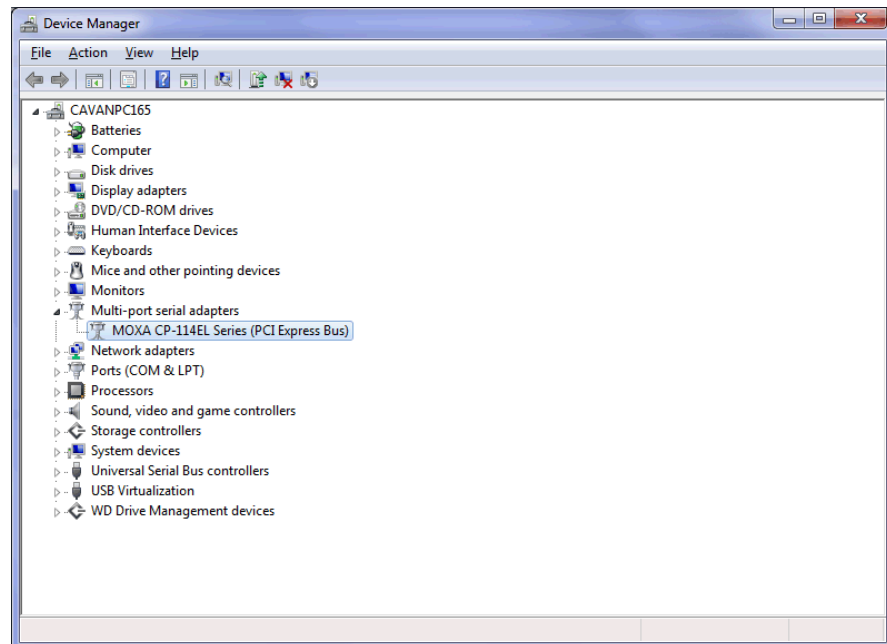 Device Manager
File Action View Help
CAVANPC165
Batteries
Computer
Disk drives
Display adapters
DVD/CD-ROM drives
Human Interface Devices
Keyboards
Mice and other pointing devices
Monitors
Multi-port serial adapters
MOXA CP-114EL Series (PCI Express Bus)
Network adapters
Ports (COM & LPT)
Processors
Sound, video and game controllers
Storage controllers
System devices
Universal Serial Bus controllers
USB Virtualization
WD Drive Management devices